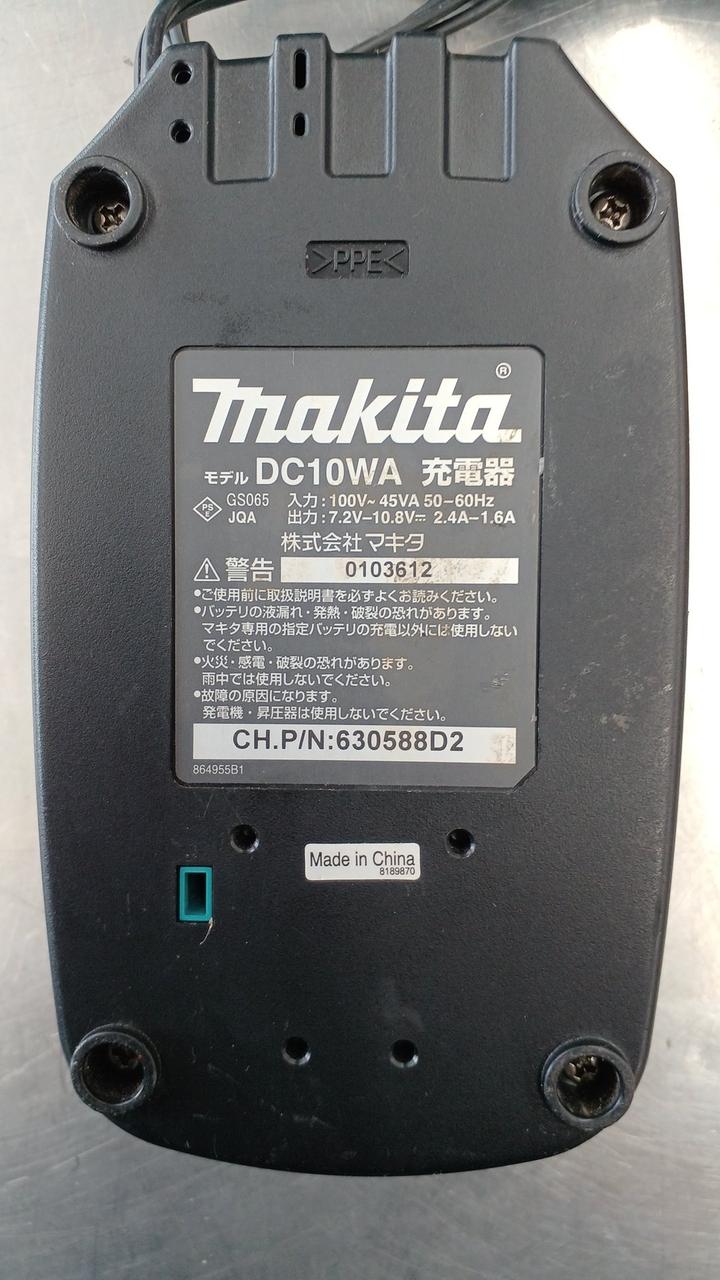 >PPE<
makita®
モデル DC10WA 充電器
PS E GS065 入力:100V~ 45VA 50-60Hz
JQA 出力:7.2V-10.8V⎓ 2.4A-1.6A
株式会社マキタ
⚠警告 0103612
●ご使用前に取扱説明書を必ずよくお読みください。
●バッテリの液漏れ・発熱・破裂の恐れがあります。
マキタ専用の指定バッテリの充電以外には使用しない
でください。
●火災・感電・破裂の恐れがあります。
雨中では使用しないでください。
●故障の原因になります。
発電機・昇圧器は使用しないでください。
CH.P/N:630588D2
864955B1
Made in China
8189870